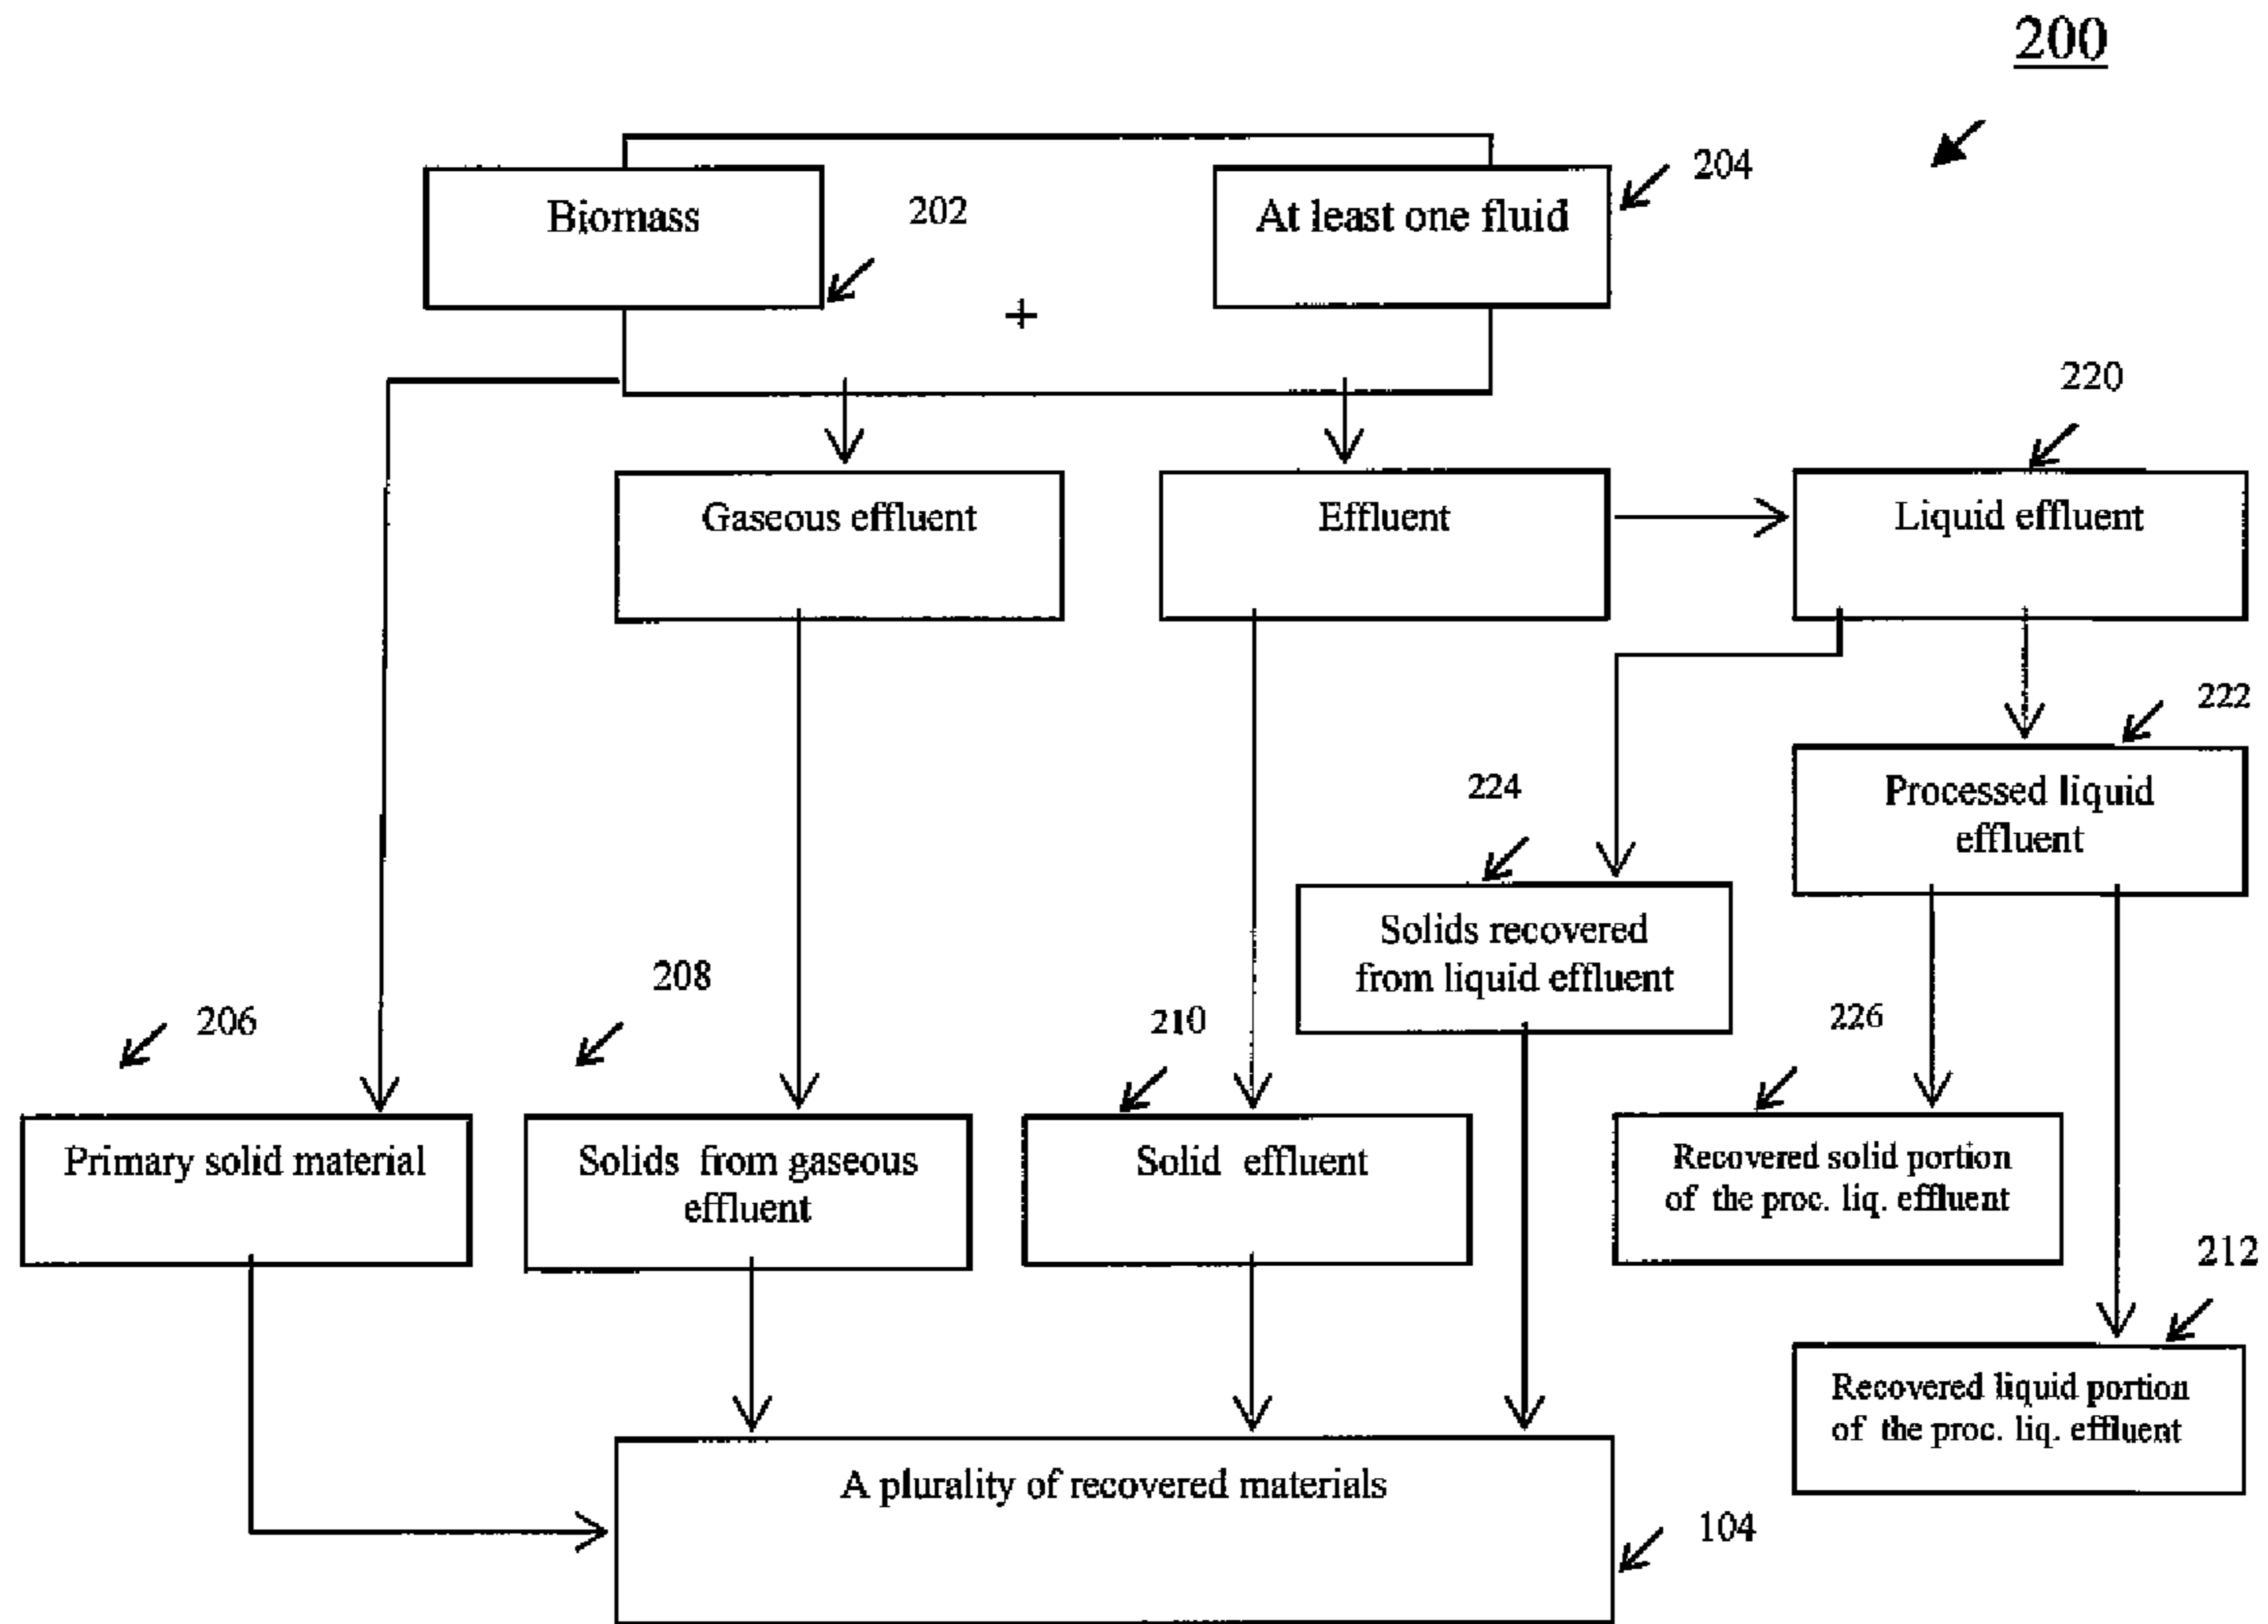 200
Biomass
202
+
At least one fluid
204
Gaseous effluent
Effluent
Liquid effluent
220
Processed liquid
effluent
222
224
Solids recovered
from liquid effluent
206
Primary solid material
208
Solids from gaseous
effluent
210
Solid effluent
226
Recovered solid portion
of the proc. liq. effluent
212
Recovered liquid portion
of the proc. liq. effluent
A plurality of recovered materials
104